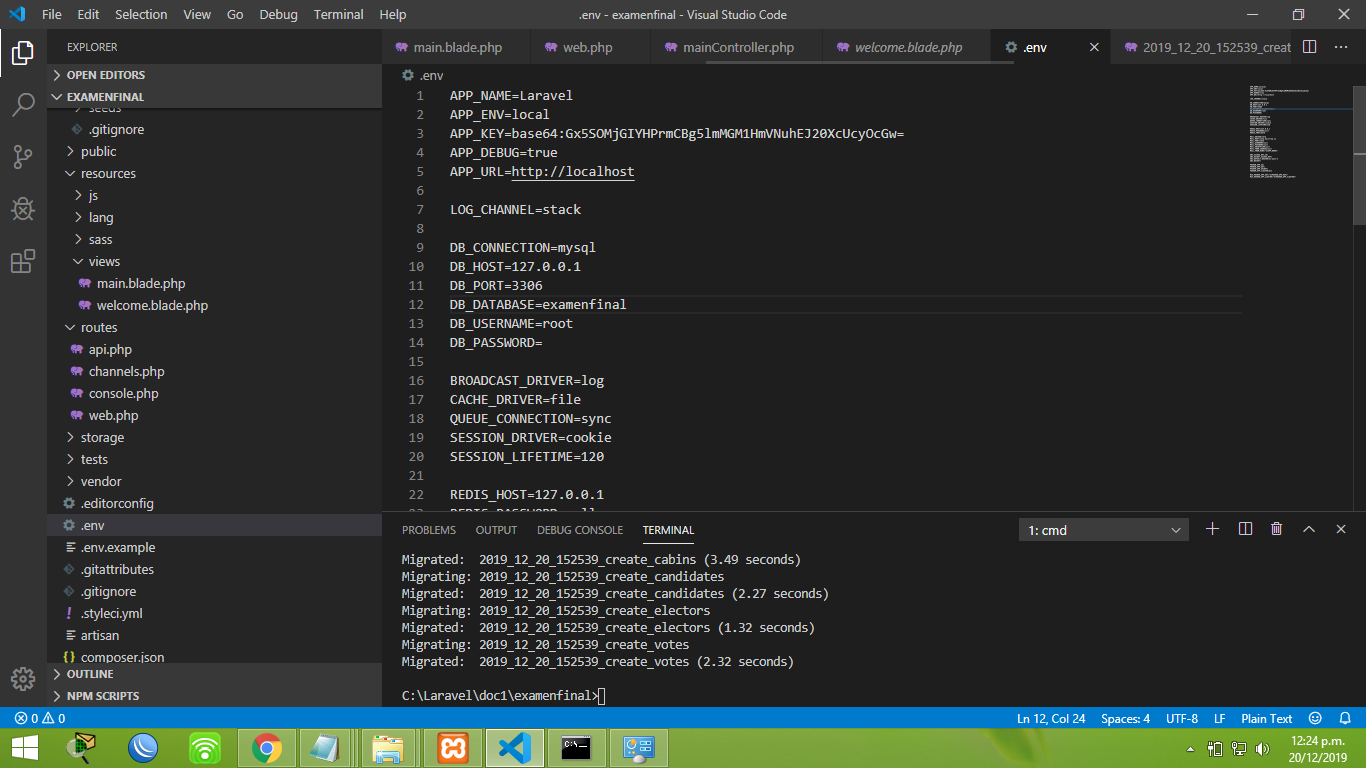 File Edit Selection View Go Debug Terminal Help
.env - examenfinal - Visual Studio Code
EXPLORER
OPEN EDITORS
EXAMENFINAL
seeds
.gitignore
public
resources
js
lang
sass
views
main.blade.php
welcome.blade.php
routes
api.php
channels.php
console.php
web.php
storage
tests
vendor
.editorconfig
.env
.env.example
.gitattributes
.gitignore
.styleci.yml
artisan
composer.json
OUTLINE
NPM SCRIPTS
main.blade.php web.php mainController.php welcome.blade.php .env 2019_12_20_152539_creat
.env
1 APP_NAME=Laravel
2 APP_ENV=local
3 APP_KEY=base64:Gx5SOMjGIYHPrmCBg5lmMGM1HmVNuhEJ20XcUcyOcGw=
4 APP_DEBUG=true
5 APP_URL=http://localhost
6
7 LOG_CHANNEL=stack
8
9 DB_CONNECTION=mysql
10 DB_HOST=127.0.0.1
11 DB_PORT=3306
12 DB_DATABASE=examenfinal
13 DB_USERNAME=root
14 DB_PASSWORD=
15
16 BROADCAST_DRIVER=log
17 CACHE_DRIVER=file
18 QUEUE_CONNECTION=sync
19 SESSION_DRIVER=cookie
20 SESSION_LIFETIME=120
21
22 REDIS_HOST=127.0.0.1
PROBLEMS OUTPUT DEBUG CONSOLE TERMINAL
1: cmd
Migrated: 2019_12_20_152539_create_cabins (3.49 seconds)
Migrating: 2019_12_20_152539_create_candidates
Migrated: 2019_12_20_152539_create_candidates (2.27 seconds)
Migrating: 2019_12_20_152539_create_electors
Migrated: 2019_12_20_152539_create_electors (1.32 seconds)
Migrating: 2019_12_20_152539_create_votes
Migrated: 2019_12_20_152539_create_votes (2.32 seconds)
C:\Laravel\doc1\examenfinal>
0 0
Ln 12, Col 24 Spaces: 4 UTF-8 LF Plain Text
12:24 p.m.
20/12/2019